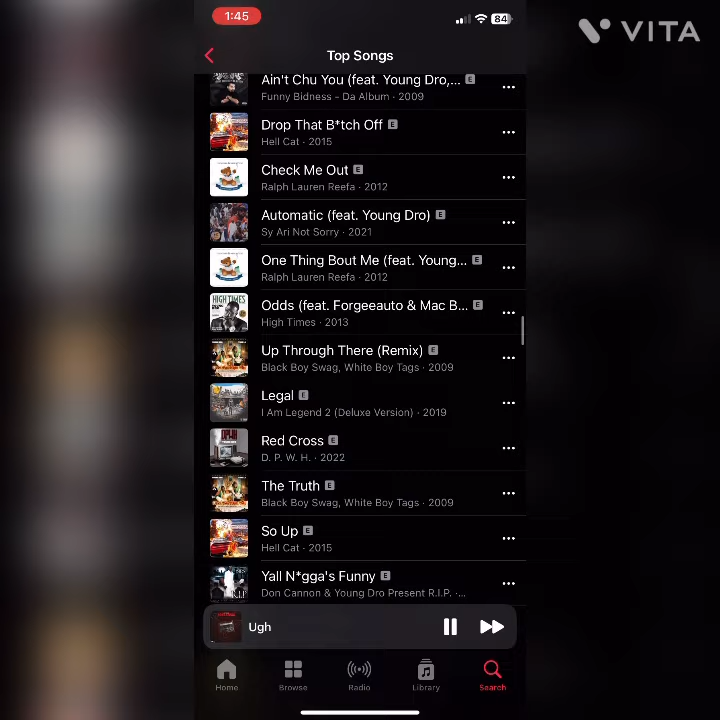 1:45
84
VITA
Top Songs
Ain't Chu You (feat. Young Dro,... E
Funny Bidness - Da Album · 2009
Drop That B*tch Off E
Hell Cat · 2015
Check Me Out E
Ralph Lauren Reefa · 2012
Automatic (feat. Young Dro) E
Sy Ari Not Sorry · 2021
One Thing Bout Me (feat. Young... E
Ralph Lauren Reefa · 2012
HIGH TIMES
Odds (feat. Forgeeauto & Mac B... E
High Times · 2013
Up Through There (Remix) E
Black Boy Swag, White Boy Tags · 2009
Legal E
I Am Legend 2 (Deluxe Version) · 2019
Red Cross E
D. P. W. H. · 2022
The Truth E
Black Boy Swag, White Boy Tags · 2009
So Up E
Hell Cat · 2015
Yall N*gga's Funny E
R.I.P.
Don Cannon & Young Dro Present R.I.P. ·...
Ugh
Home
Browse
Radio
Library
Search